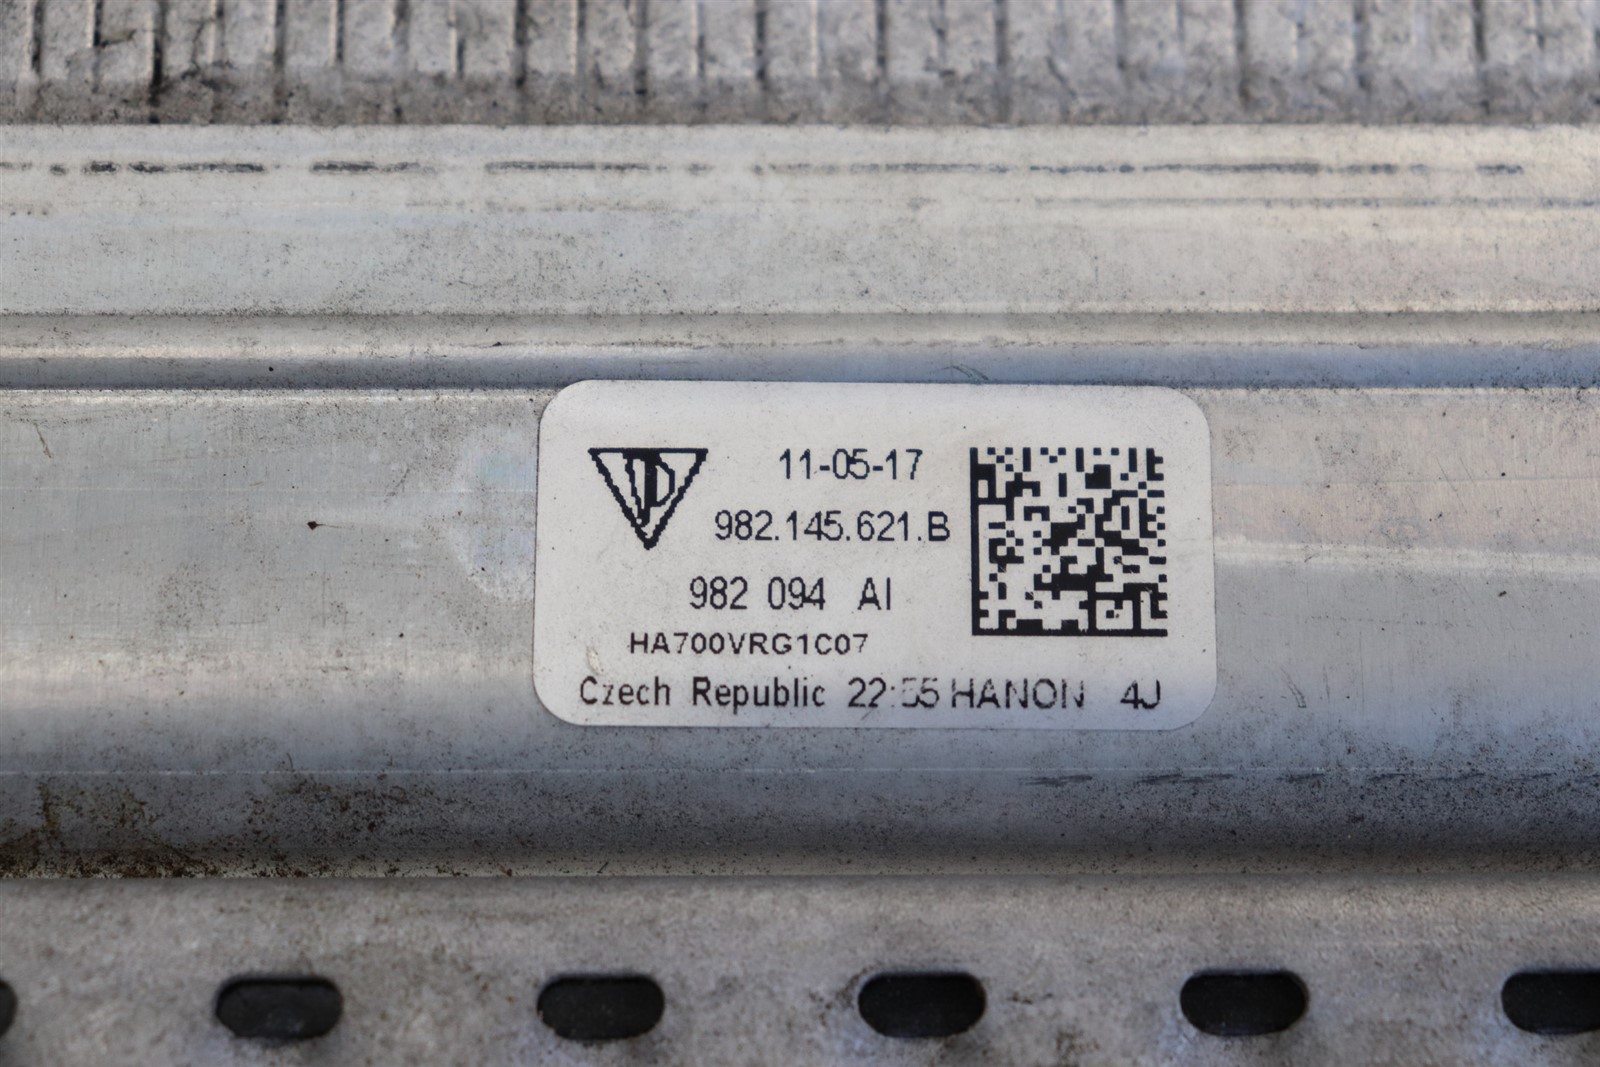 11-05-17
982.145.621.B
982 094 AI
HA700VRG1C07
Czech Republic 22:55 HANON 4J